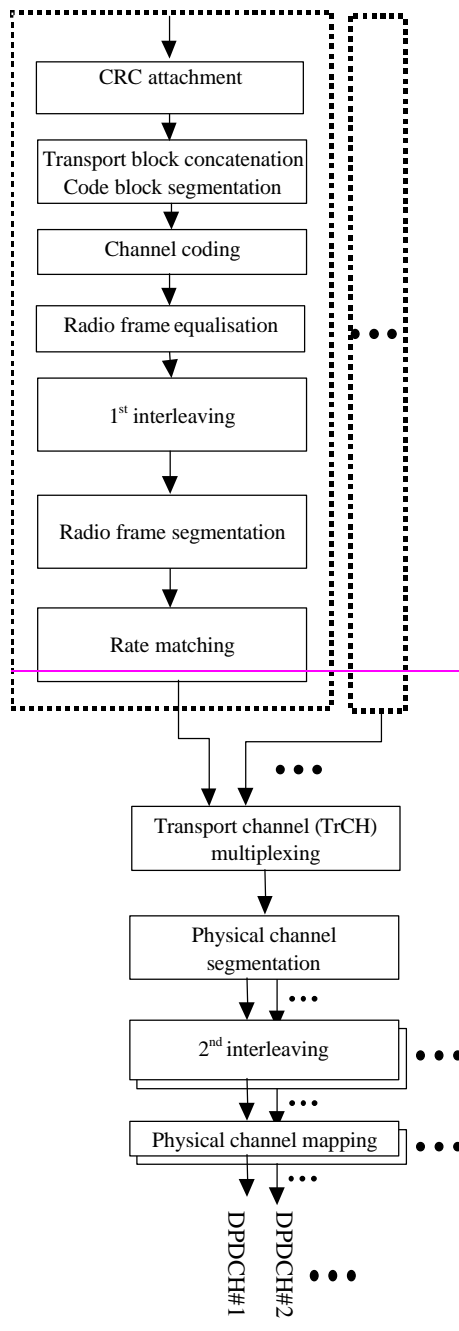 CRC attachment
Transport block concatenation
Code block segmentation
Channel coding
Radio frame equalisation
1st interleaving
Radio frame segmentation
Rate matching
Transport channel (TrCH)
multiplexing
Physical channel
segmentation
2nd interleaving
Physical channel mapping
DPDCH#1
DPDCH#2